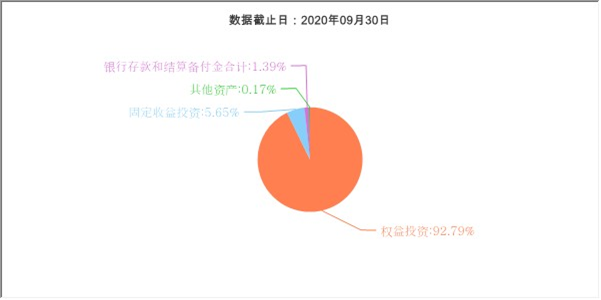 数据截止日：2020年09月30日
银行存款和结算备付金合计:1.39%
其他资产:0.17%
固定收益投资:5.65%
权益投资:92.79%